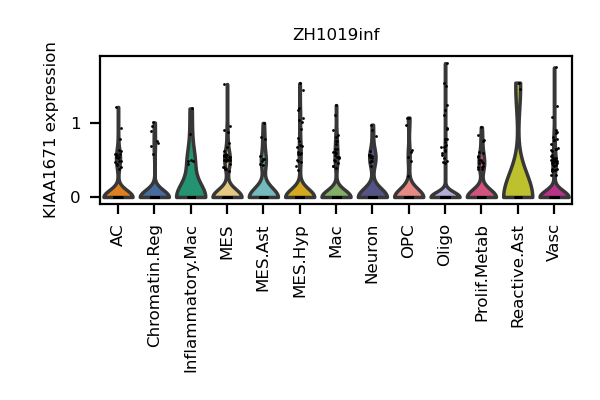 ZH1019inf
KIAA1671 expression
1
0
AC
Chromatin.Reg
Inflammatory.Mac
MES
MES.Ast
MES.Hyp
Mac
Neuron
OPC
Oligo
Prolif.Metab
Reactive.Ast
Vasc